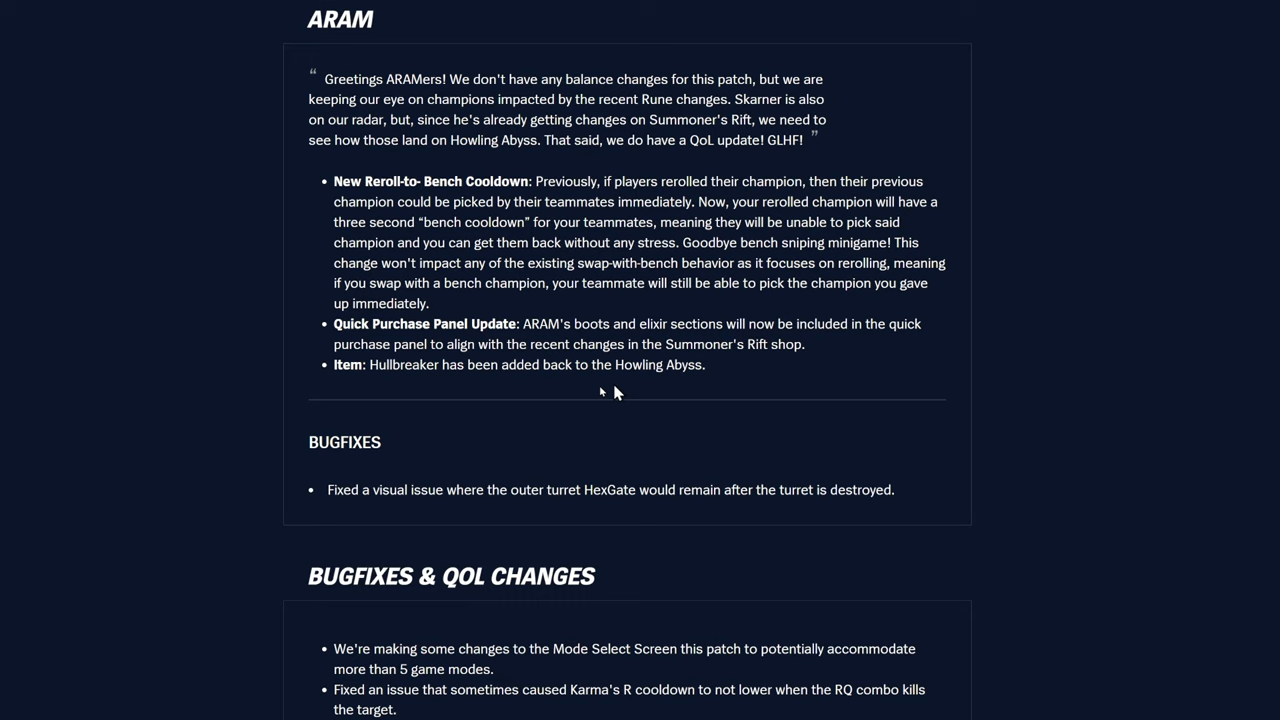 ARAM
“ Greetings ARAMers! We don't have any balance changes for this patch, but we are
keeping our eye on champions impacted by the recent Rune changes. Skarner is also
on our radar, but, since he's already getting changes on Summoner's Rift, we need to
see how those land on Howling Abyss. That said, we do have a QoL update! GLHF! ”
• New Reroll-to- Bench Cooldown: Previously, if players rerolled their champion, then their previous
champion could be picked by their teammates immediately. Now, your rerolled champion will have a
three second “bench cooldown” for your teammates, meaning they will be unable to pick said
champion and you can get them back without any stress. Goodbye bench sniping minigame! This
change won't impact any of the existing swap-with-bench behavior as it focuses on rerolling, meaning
if you swap with a bench champion, your teammate will still be able to pick the champion you gave
up immediately.
• Quick Purchase Panel Update: ARAM's boots and elixir sections will now be included in the quick
purchase panel to align with the recent changes in the Summoner's Rift shop.
• Item: Hullbreaker has been added back to the Howling Abyss.
BUGFIXES
• Fixed a visual issue where the outer turret HexGate would remain after the turret is destroyed.
BUGFIXES & QOL CHANGES
• We're making some changes to the Mode Select Screen this patch to potentially accommodate
more than 5 game modes.
• Fixed an issue that sometimes caused Karma's R cooldown to not lower when the RQ combo kills
the target.